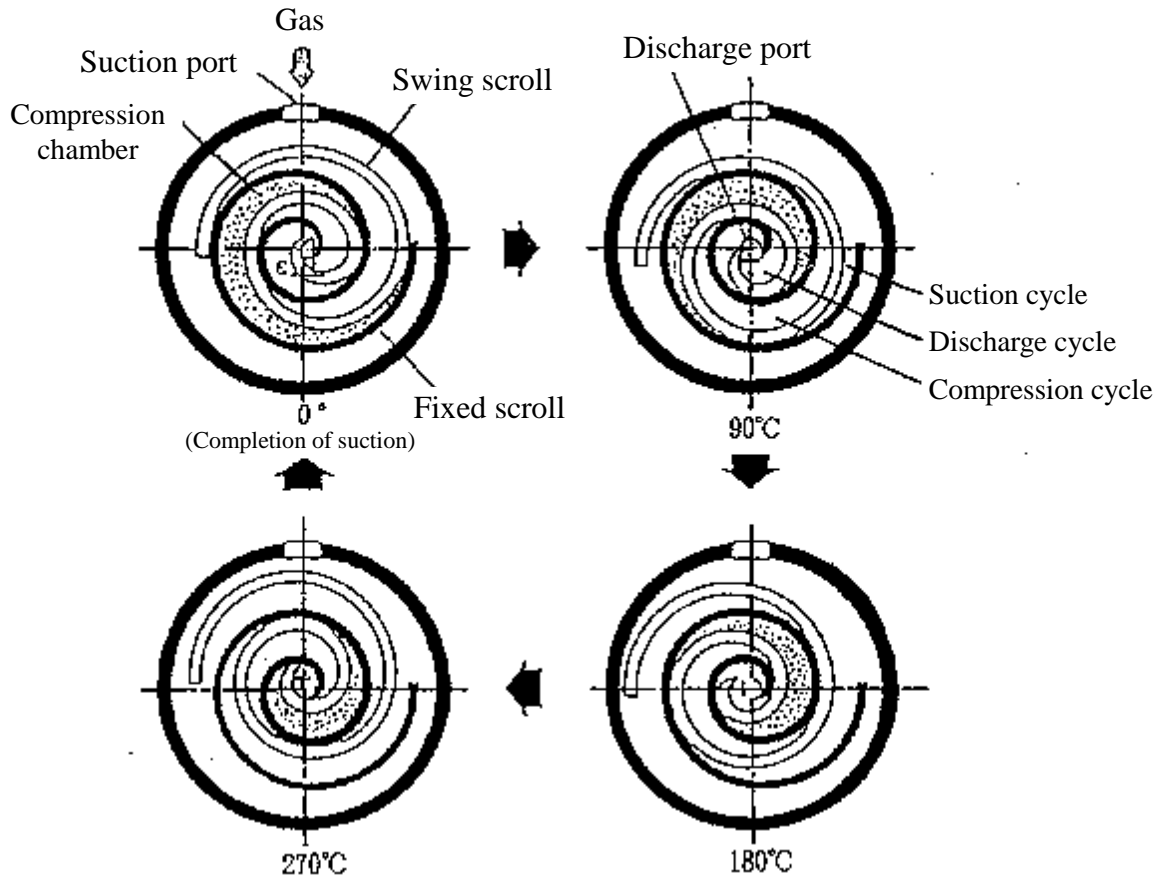 Gas
Suction port
Swing scroll
Compression
chamber
ε
0°
(Completion of suction)
Fixed scroll
Discharge port
Suction cycle
Discharge cycle
Compression cycle
90℃
270℃
180℃